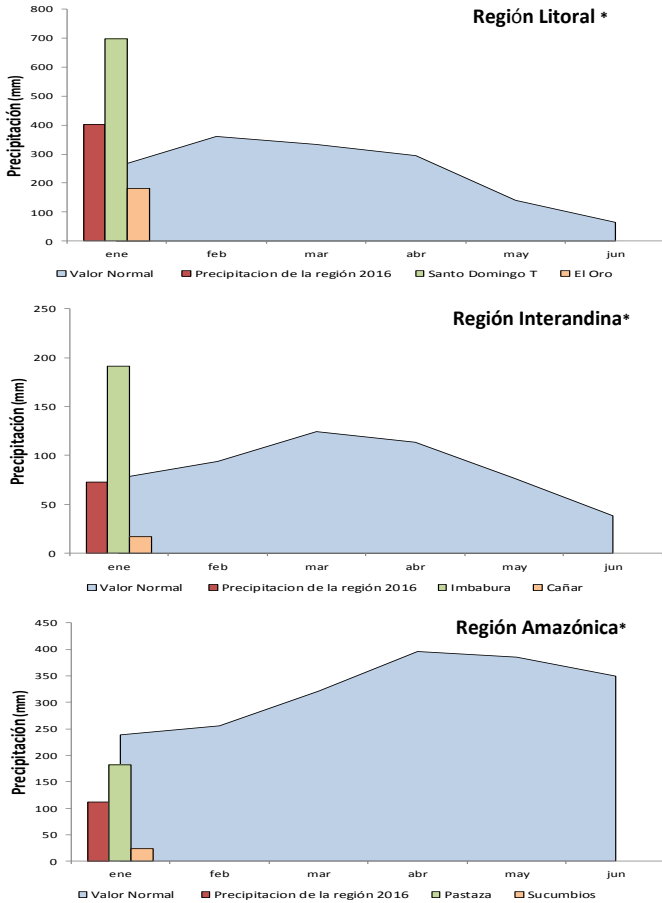 Región Litoral *
Precipitación (mm)
800
700
600
500
400
300
200
100
0
ene feb mar abr may jun
Valor Normal Precipitacion de la región 2016 Santo Domingo T El Oro
Región Interandina*
Precipitación (mm)
250
200
150
100
50
0
ene feb mar abr may jun
Valor Normal Precipitacion de la región 2016 Imbabura Cañar
Región Amazónica*
Precipitación (mm)
450
400
350
300
250
200
150
100
50
0
ene feb mar abr may jun
Valor Normal Precipitacion de la región 2016 Pastaza Sucumbios